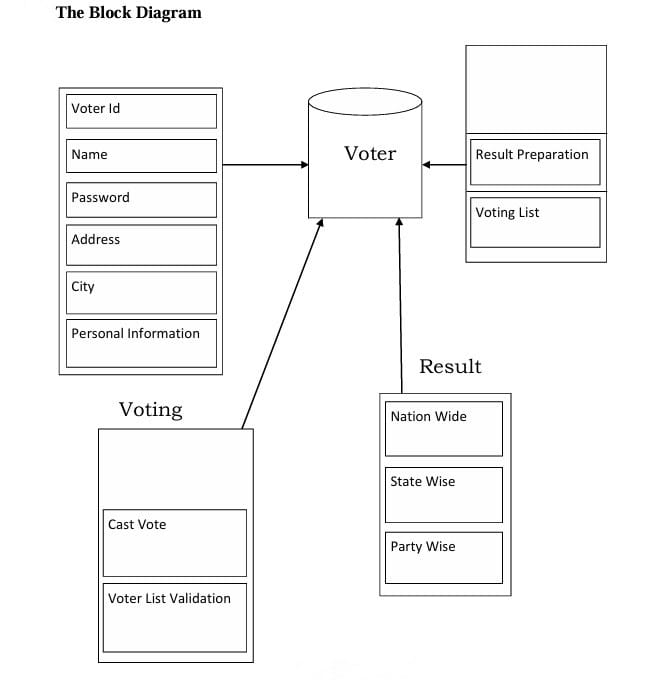 The Block Diagram
Voter Id
Name
Password
Address
City
Personal Information
Voter
Result Preparation
Voting List
Voting
Cast Vote
Voter List Validation
Result
Nation Wide
State Wise
Party Wise